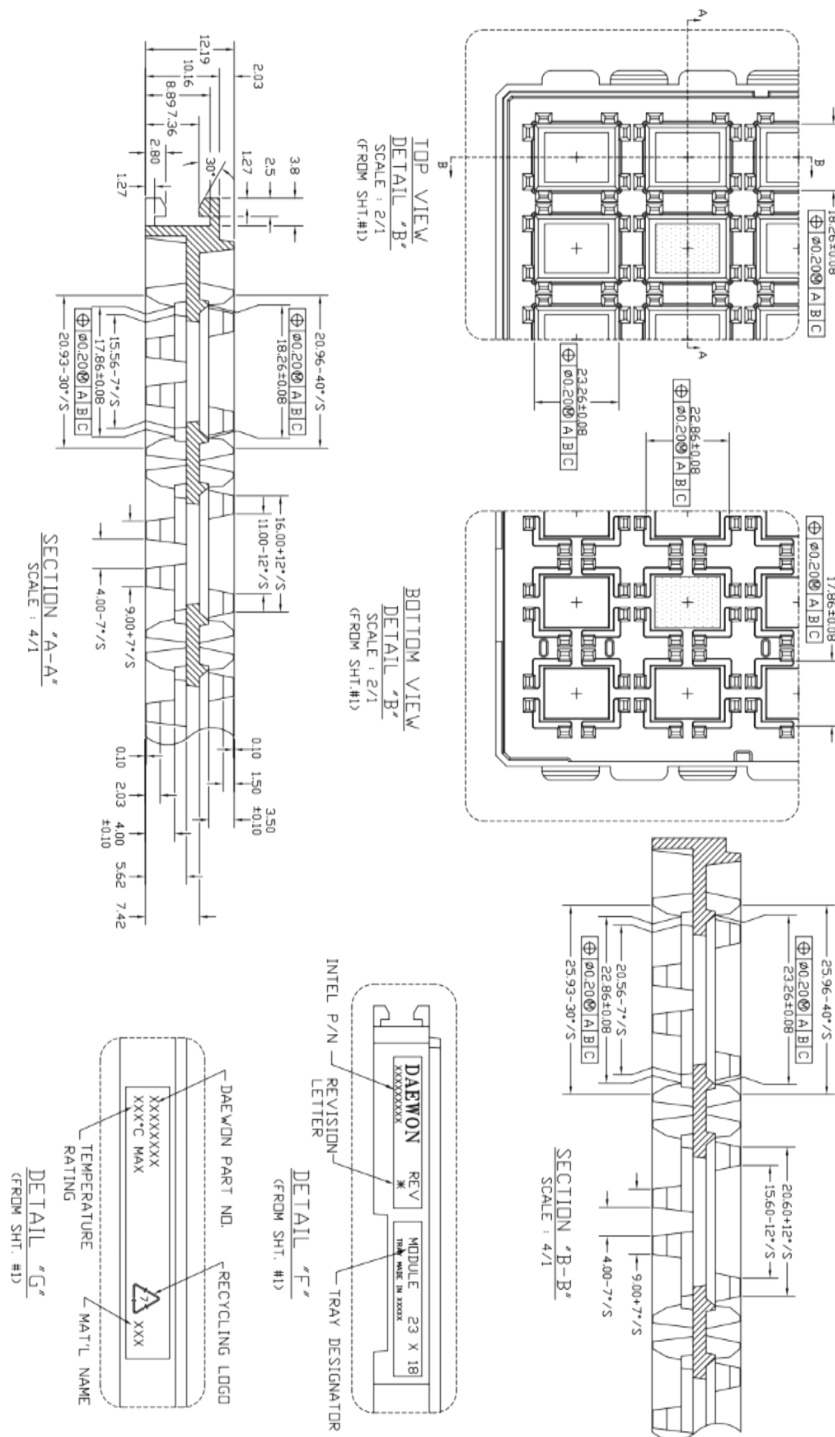 18.26±0.08
⌖ Ø0.20Ⓜ A B C
23.26±0.08
⌖ Ø0.20Ⓜ A B C
A
A
B
B
TOP VIEW
DETAIL "B"
SCALE : 2/1
(FROM SHT.#1)
17.86±0.08
⌖ Ø0.20Ⓜ A B C
22.86±0.08
⌖ Ø0.20Ⓜ A B C
BOTTOM VIEW
DETAIL "B"
SCALE : 2/1
(FROM SHT.#1)
12.19
10.16
8.89
7.36
2.03
2.80
1.27
30°
1.27
2.5
3.8
20.96-40°/S
18.26±0.08
⌖ Ø0.20Ⓜ A B C
15.56-7°/S
17.86±0.08
⌖ Ø0.20Ⓜ A B C
20.93-30°/S
16.00+12°/S
11.00-12°/S
9.00+7°/S
4.00-7°/S
0.10
1.50
3.50
±0.10
0.10
2.03
4.00
±0.10
5.62
7.42
SECTION "A-A"
SCALE : 4/1
25.96-40°/S
23.26±0.08
⌖ Ø0.20Ⓜ A B C
20.56-7°/S
22.86±0.08
⌖ Ø0.20Ⓜ A B C
25.93-30°/S
20.60+12°/S
15.60-12°/S
9.00+7°/S
4.00-7°/S
SECTION "B-B"
SCALE : 4/1
DAEWON REV
XXXXXXXXX *
MODULE 23 X 18
TRAY MADE IN XXXXX
INTEL P/N
REVISION
LETTER
TRAY DESIGNATOR
DETAIL "F"
(FROM SHT. #1)
XXXXXXXX
XXX°C MAX
7
XXX
DAEWON PART NO.
TEMPERATURE
RATING
RECYCLING LOGO
MAT'L NAME
DETAIL "G"
(FROM SHT. #1)